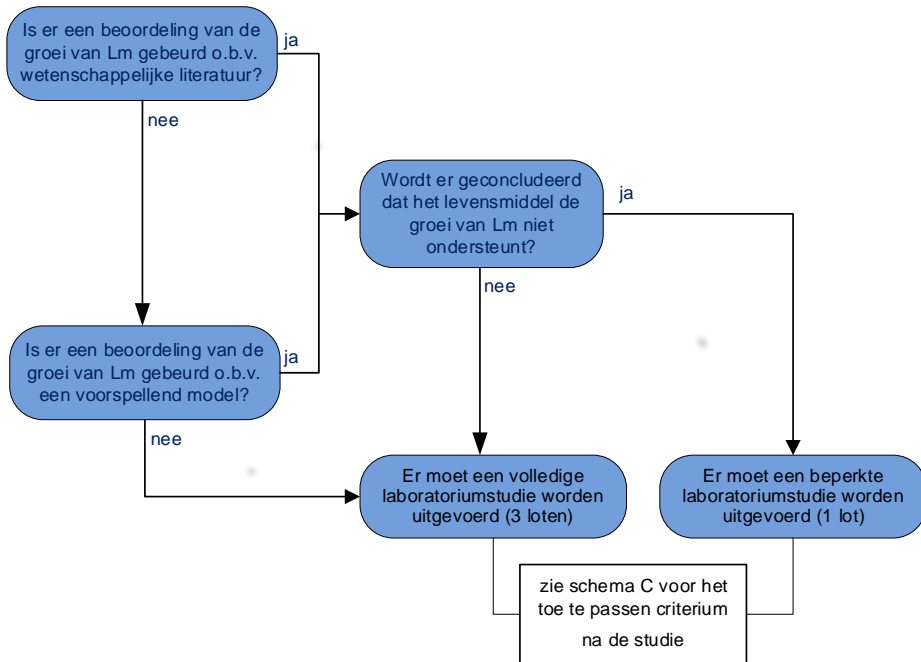 Is er een beoordeling van de
groei van Lm gebeurd o.b.v.
wetenschappelijke literatuur?
ja
nee
Wordt er geconcludeerd
dat het levensmiddel de
groei van Lm niet
ondersteunt?
ja
nee
Is er een beoordeling van de
groei van Lm gebeurd o.b.v.
een voorspellend model?
ja
nee
Er moet een volledige
laboratoriumstudie worden
uitgevoerd (3 loten)
Er moet een beperkte
laboratoriumstudie worden
uitgevoerd (1 lot)
zie schema C voor het
toe te passen criterium
na de studie